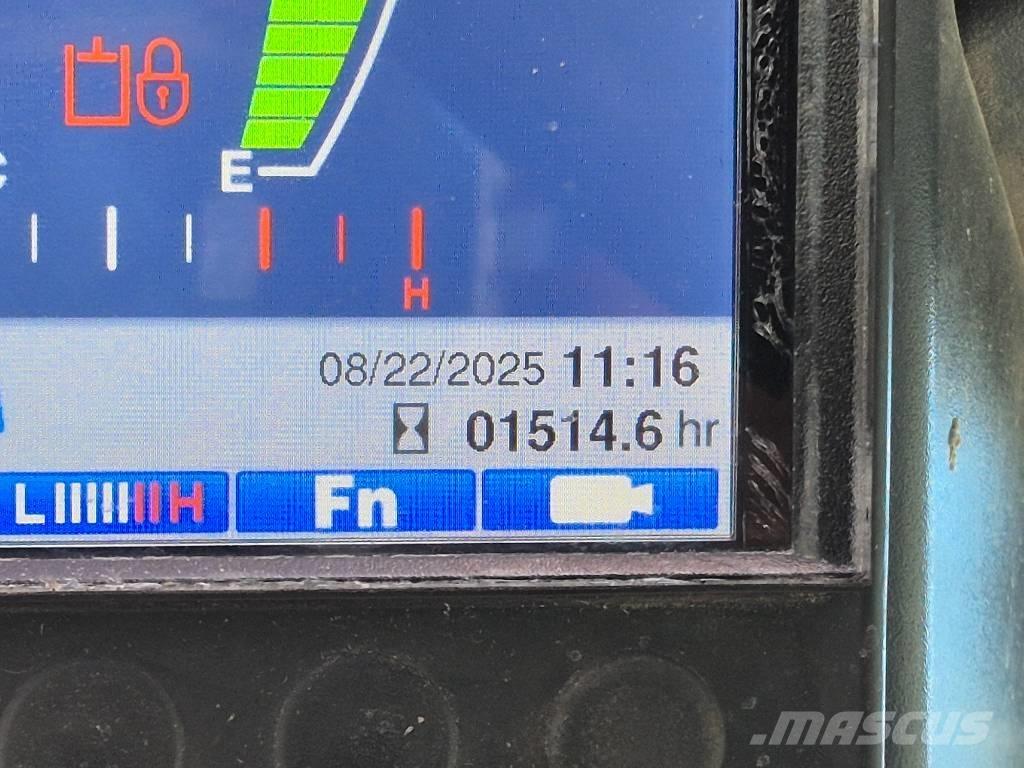 E
H
08/22/2025 11:16
01514.6 hr
L H Fn
MASCUS